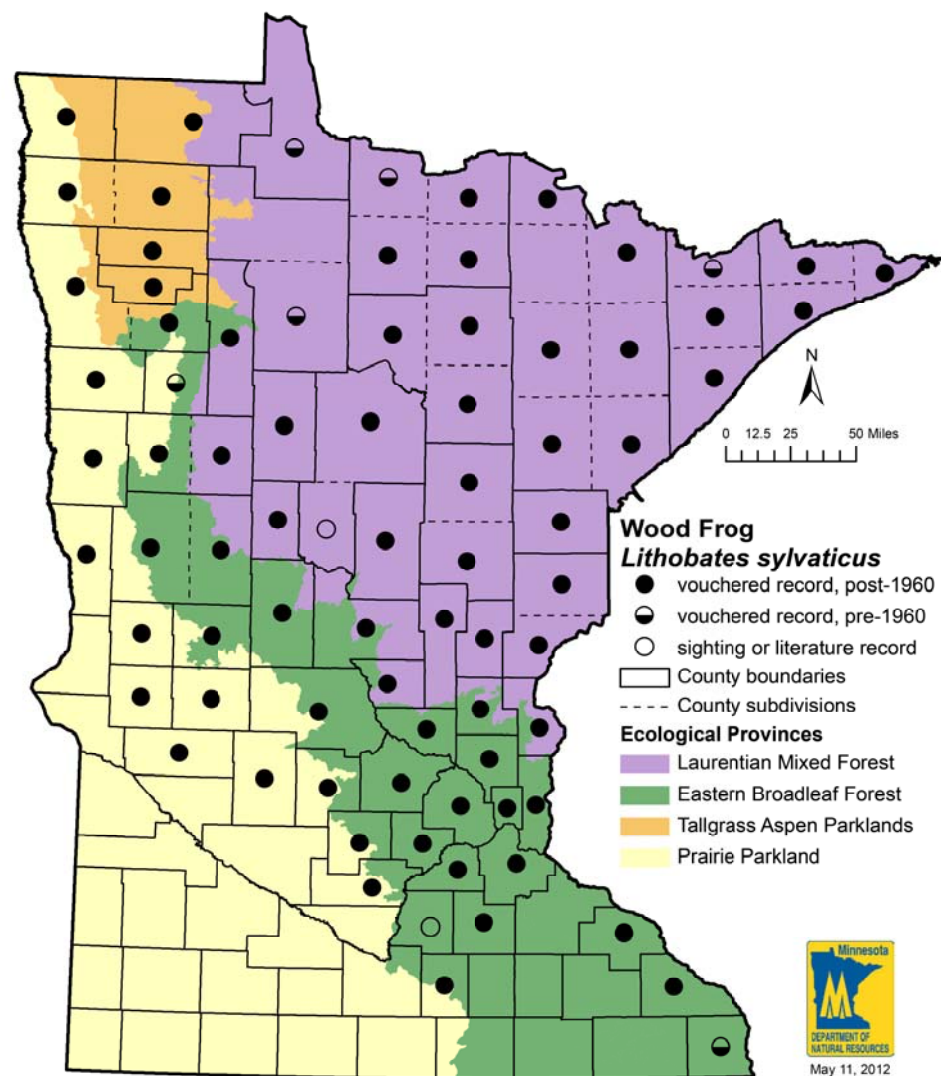 N
0 12.5 25 50 Miles
Wood Frog
Lithobates sylvaticus
vouchered record, post-1960
vouchered record, pre-1960
sighting or literature record
County boundaries
County subdivisions
Ecological Provinces
Laurentian Mixed Forest
Eastern Broadleaf Forest
Tallgrass Aspen Parklands
Prairie Parkland
Minnesota
DEPARTMENT OF
NATURAL RESOURCES
May 11, 2012